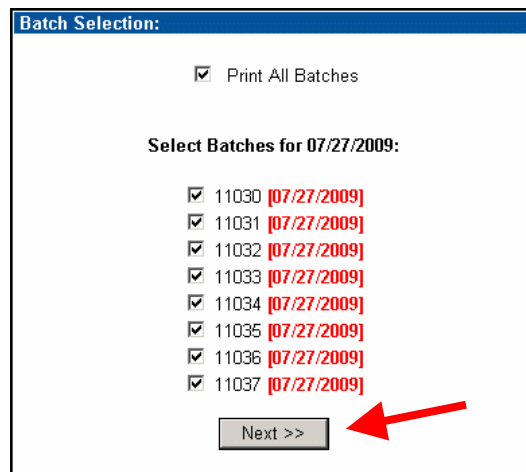 Batch Selection:
Print All Batches
Select Batches for 07/27/2009:
11030 [07/27/2009]
11031 [07/27/2009]
11032 [07/27/2009]
11033 [07/27/2009]
11034 [07/27/2009]
11035 [07/27/2009]
11036 [07/27/2009]
11037 [07/27/2009]
Next >>